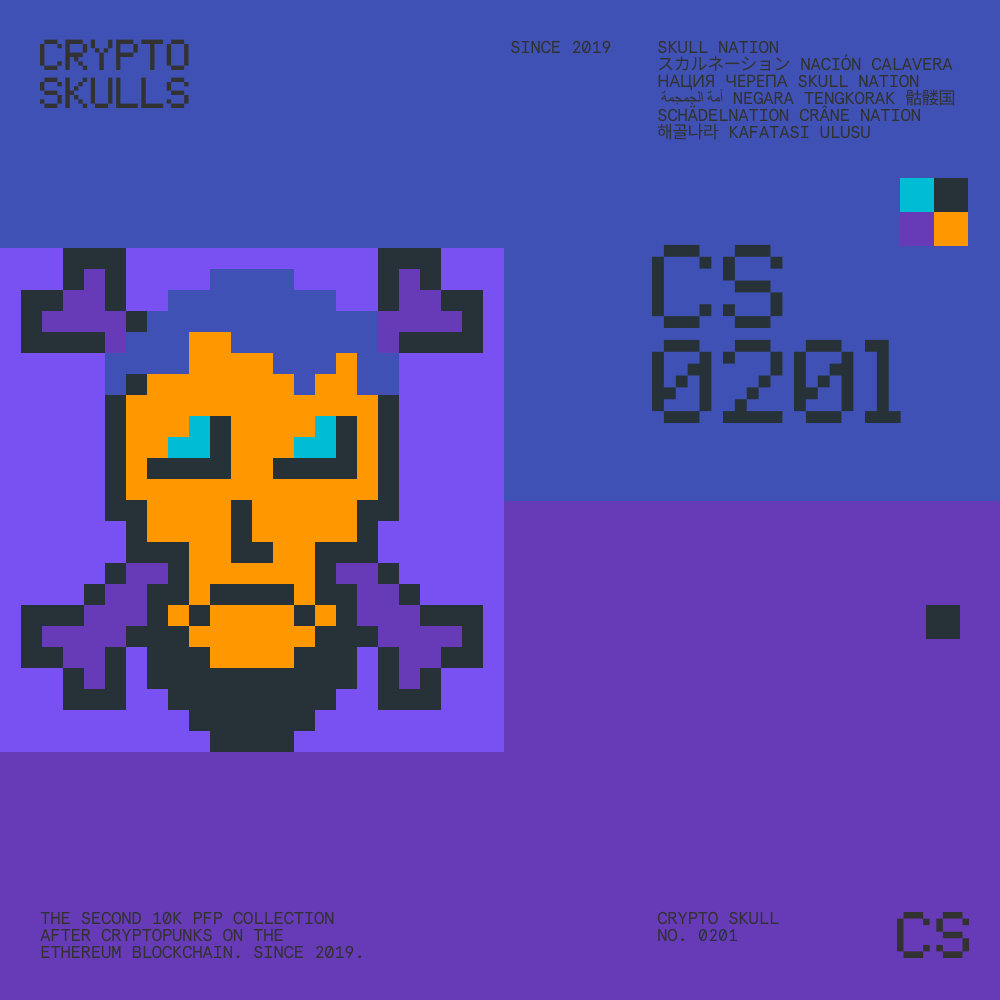 CRYPTO
SKULLS
SINCE 2019
SKULL NATION
スカルネーション NACIÓN CALAVERA
НАЦИЯ ЧЕРЕПА SKULL NATION
أمة الجمجمة NEGARA TENGKORAK 骷髅国
SCHÄDELNATION CRÂNE NATION
해골나라 KAFATASI ULUSU
CS
0201
THE SECOND 10K PFP COLLECTION
AFTER CRYPTOPUNKS ON THE
ETHEREUM BLOCKCHAIN. SINCE 2019.
CRYPTO SKULL
NO. 0201
CS